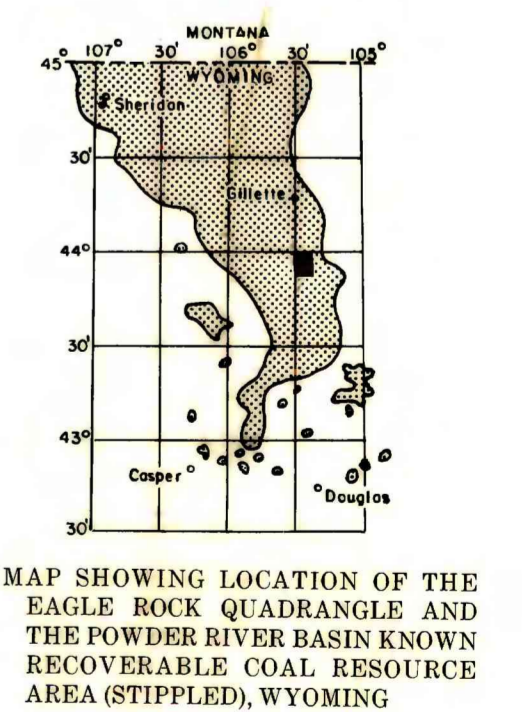 MONTANA
45° 107° 30' 106° 30' 105°
WYOMING
Sheridan
30'
Gillette
44°
30'
43°
Casper
Douglas
30'
MAP SHOWING LOCATION OF THE
EAGLE ROCK QUADRANGLE AND
THE POWDER RIVER BASIN KNOWN
RECOVERABLE COAL RESOURCE
AREA (STIPPLED), WYOMING